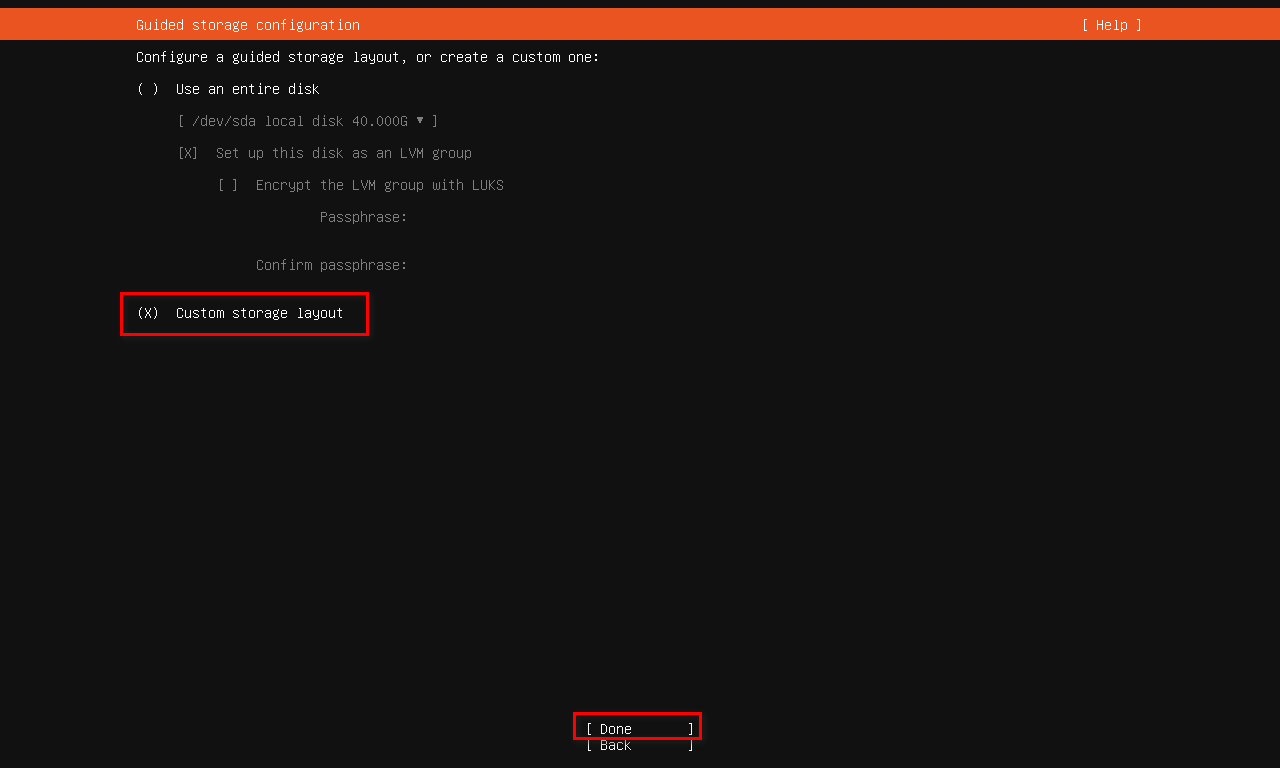 Guided storage configuration [ Help ]
Configure a guided storage layout, or create a custom one:
( ) Use an entire disk
[ /dev/sda local disk 40.000G ▾ ]
[X] Set up this disk as an LVM group
[ ] Encrypt the LVM group with LUKS
Passphrase:
Confirm passphrase:
(X) Custom storage layout
[ Done ]
[ Back ]